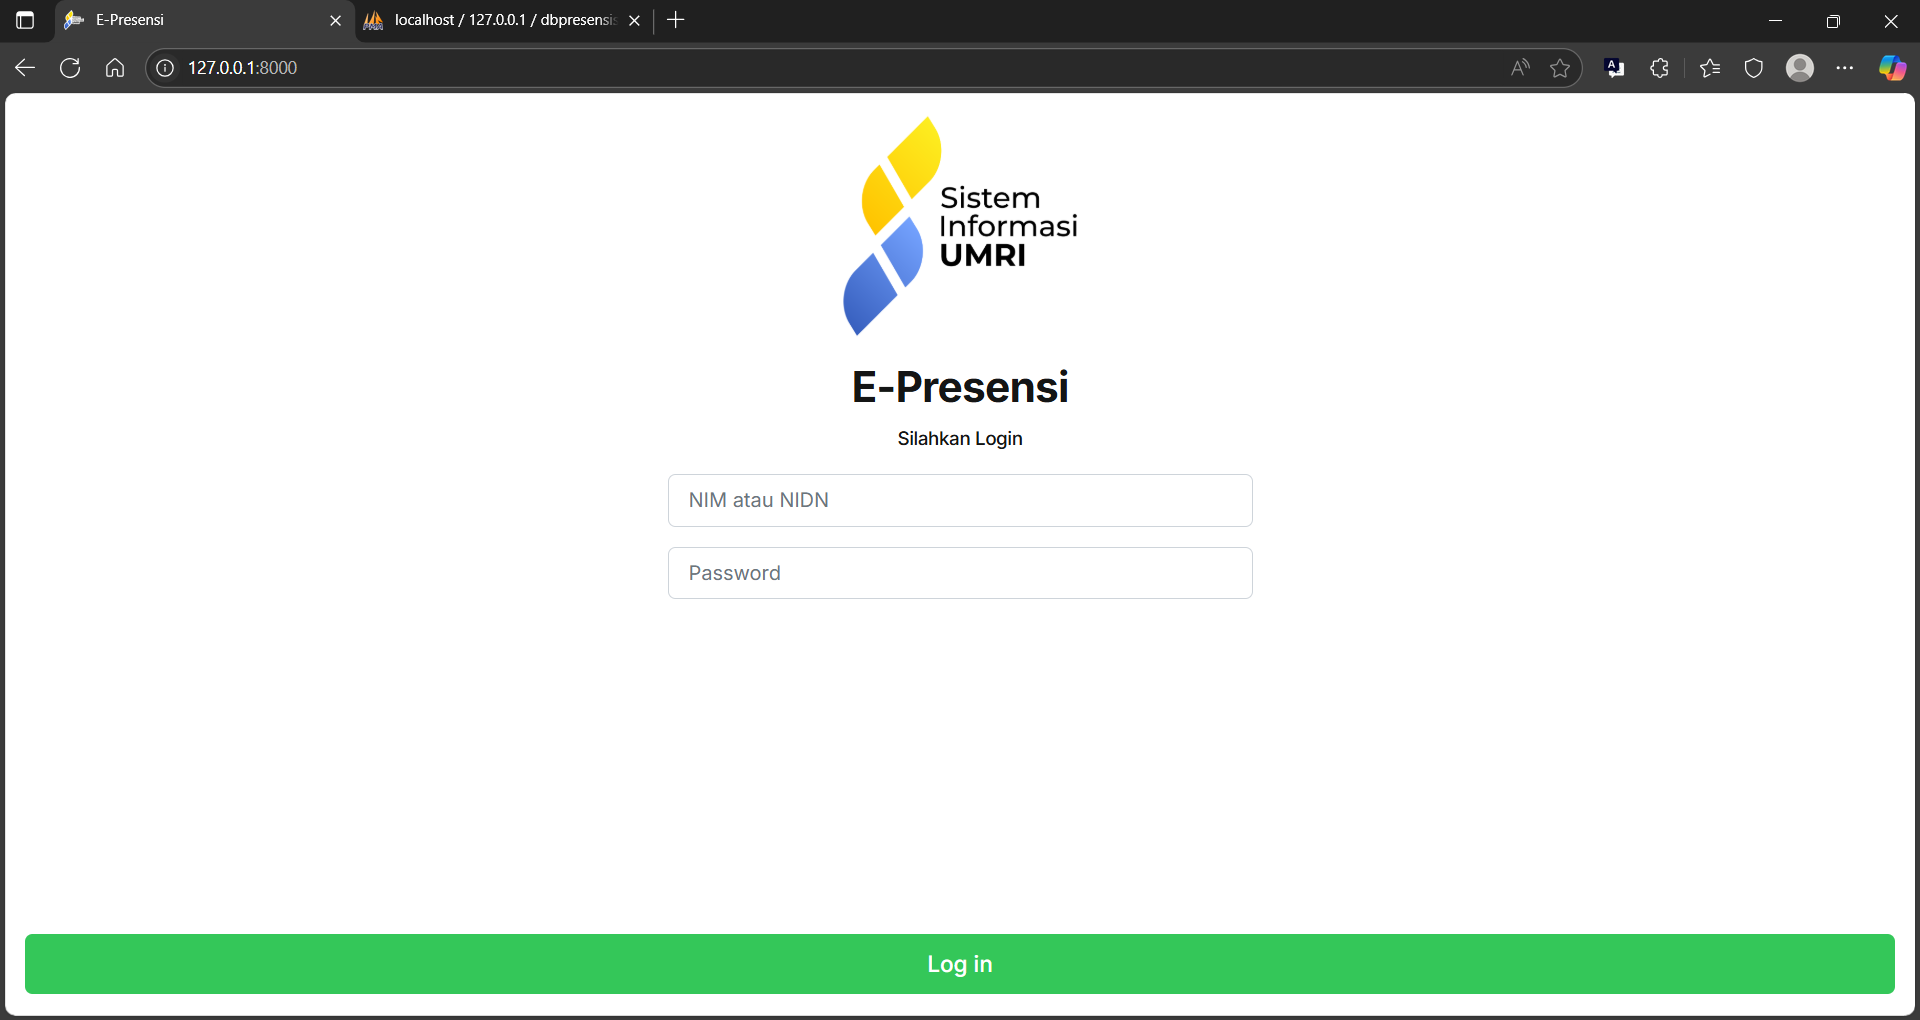 E-Presensi
localhost / 127.0.0.1 / dbpresensis
127.0.0.1:8000
Sistem
Informasi
UMRI
E-Presensi
Silahkan Login
NIM atau NIDN
Password
Log in